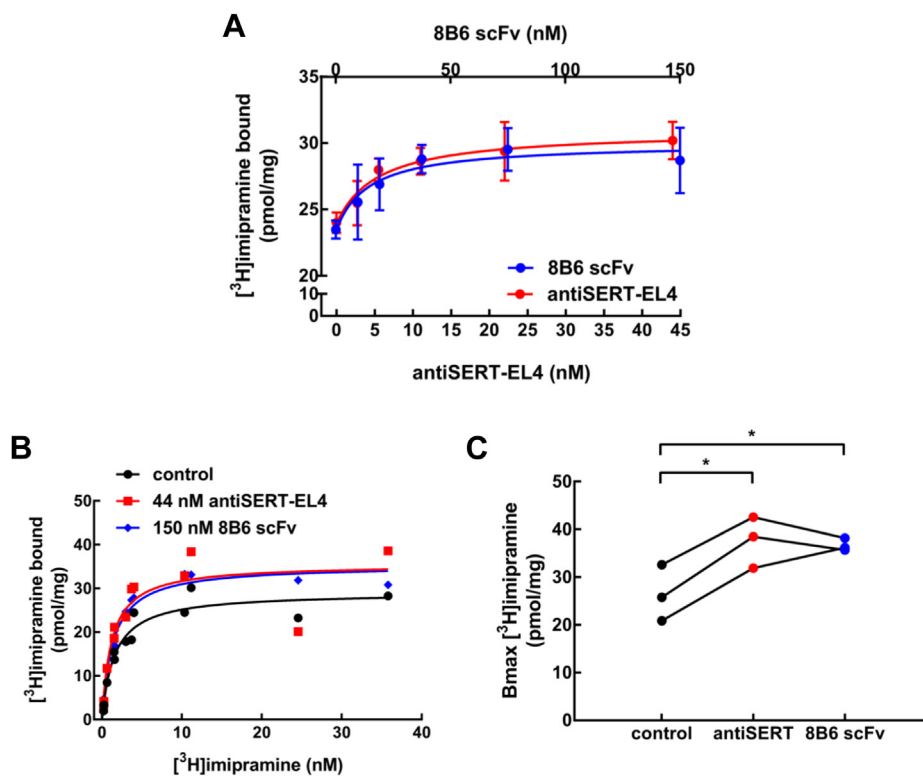 A
8B6 scFv (nM)
0 50 100 150
35
30
25
20
10
0
[³H]imipramine bound
(pmol/mg)
8B6 scFv
antiSERT-EL4
0 5 10 15 20 25 30 35 40 45
antiSERT-EL4 (nM)
B
control
44 nM antiSERT-EL4
150 nM 8B6 scFv
50
40
30
20
10
0
[³H]imipramine bound
(pmol/mg)
0 10 20 30 40
[³H]imipramine (nM)
C
*
*
50
40
30
20
10
0
Bmax [³H]imipramine
(pmol/mg)
control antiSERT 8B6 scFv